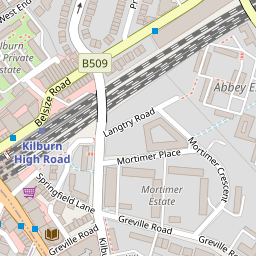 West End
Kilburn
Private
Estate
B509
Belsize Road
Abbey E
Langtry Road
Kilburn
High Road
Mortimer Place
Mortimer Crescent
Springfield Lane
Mortimer
Estate
Greville Road
Greville Road
Kilbu